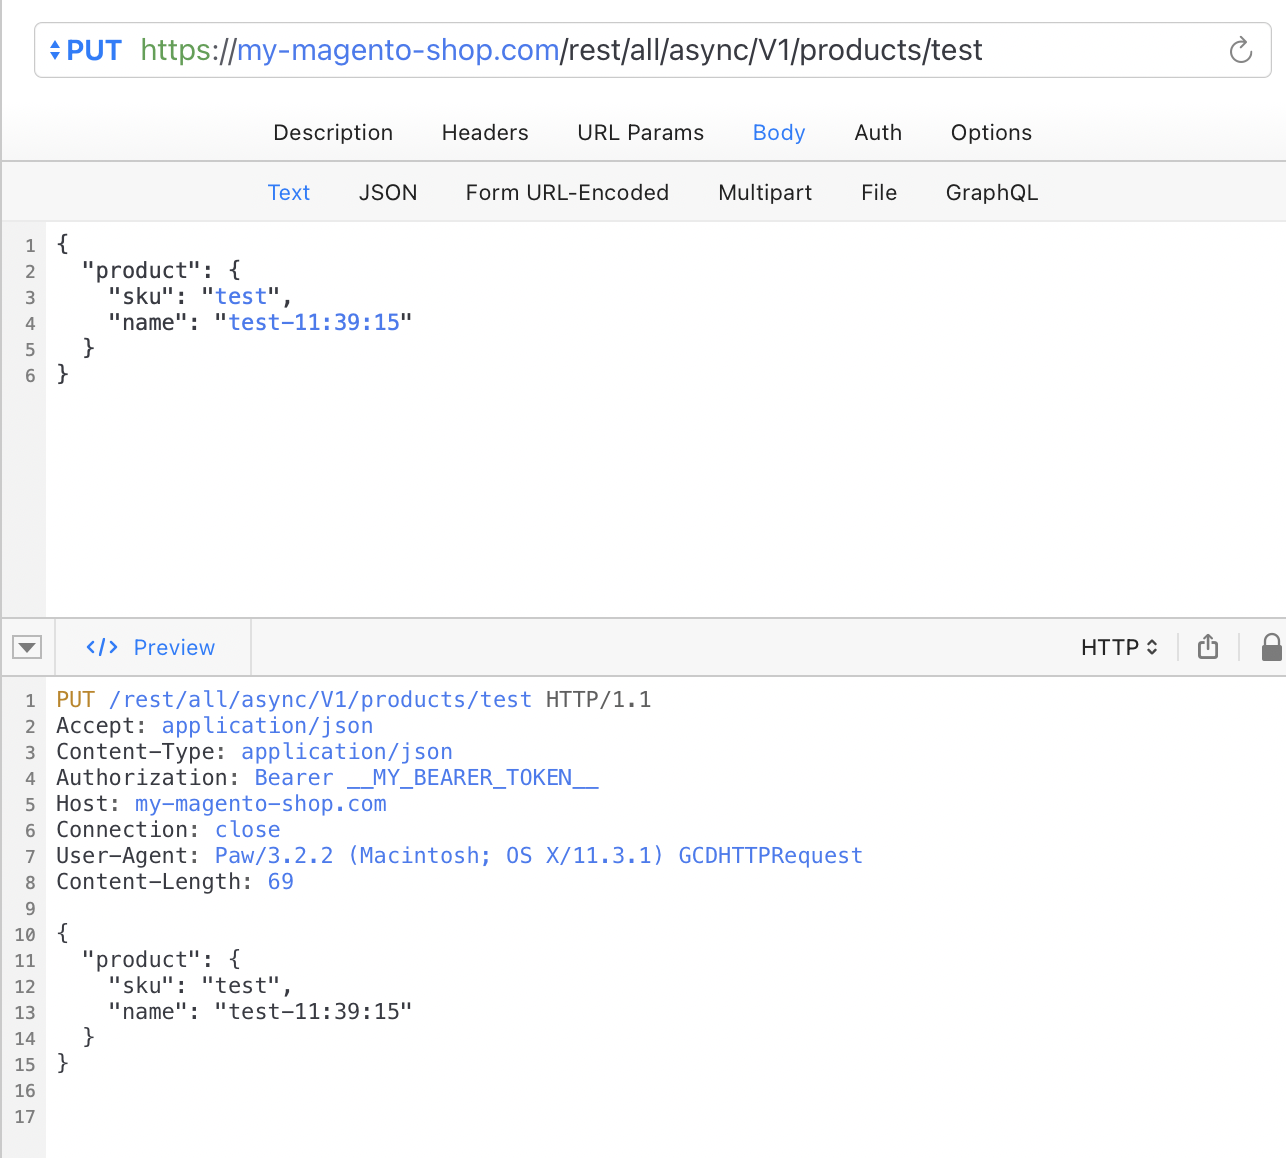 PUT https://my-magento-shop.com/rest/all/async/V1/products/test
Description Headers URL Params Body Auth Options
Text JSON Form URL-Encoded Multipart File GraphQL
1 {
2   "product": {
3     "sku": "test",
4     "name": "test-11:39:15"
5   }
6 }
</> Preview HTTP
1 PUT /rest/all/async/V1/products/test HTTP/1.1
2 Accept: application/json
3 Content-Type: application/json
4 Authorization: Bearer __MY_BEARER_TOKEN__
5 Host: my-magento-shop.com
6 Connection: close
7 User-Agent: Paw/3.2.2 (Macintosh; OS X/11.3.1) GCDHTTPRequest
8 Content-Length: 69
9
10 {
11   "product": {
12     "sku": "test",
13     "name": "test-11:39:15"
14   }
15 }
16
17